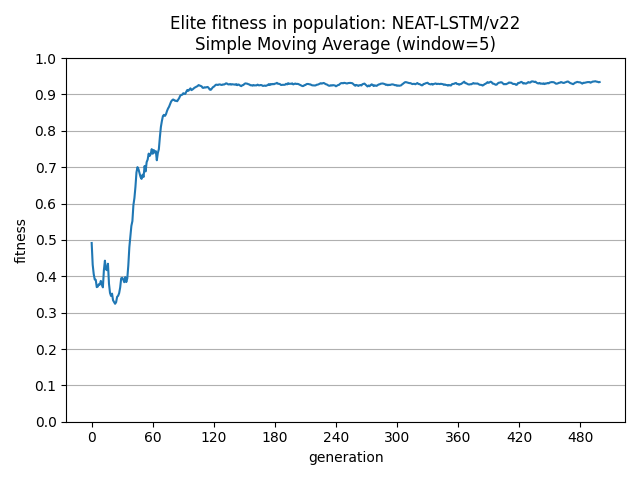 Elite fitness in population: NEAT-LSTM/v22
Simple Moving Average (window=5)
1.0
0.9
0.8
0.7
0.6
0.5
0.4
0.3
0.2
0.1
0.0
fitness
0 60 120 180 240 300 360 420 480
generation